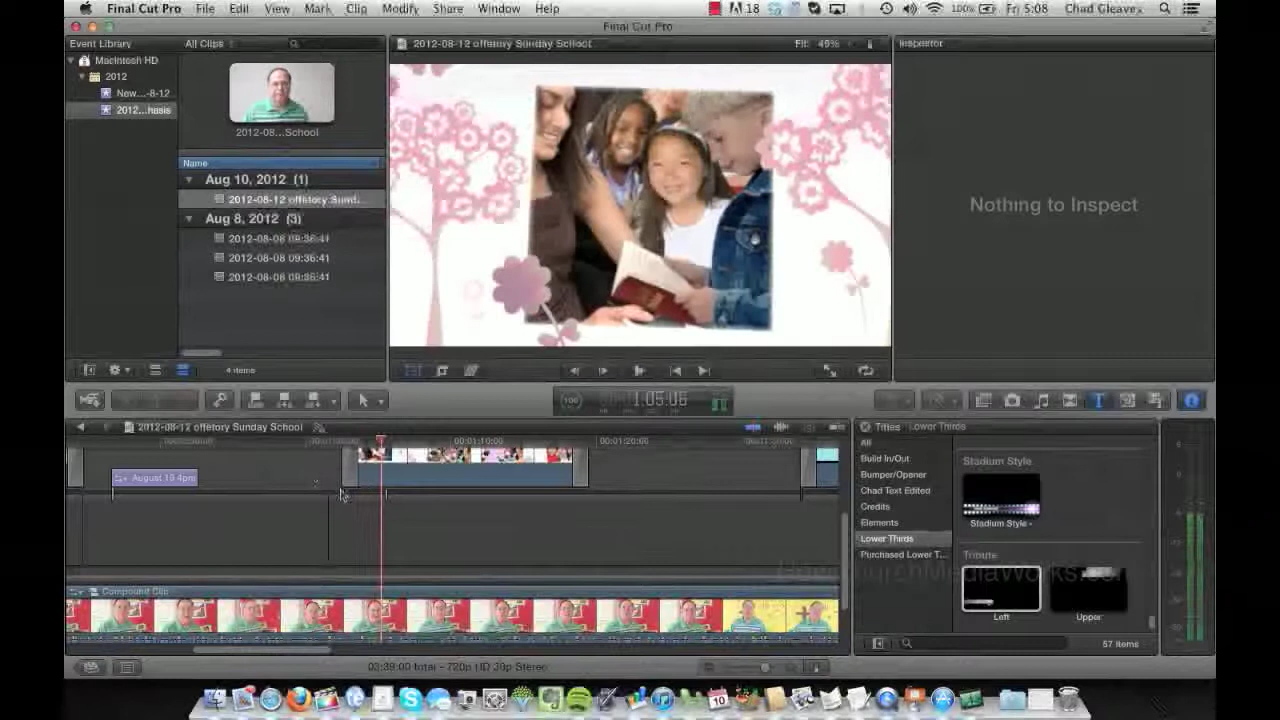 Final Cut Pro File Edit View Mark Clip Modify Share Window Help 18 100% Fri 5:08 Chad Gleaves
Final Cut Pro
Event Library All Clips 2012-08-12 offetory Sunday School Fit: 49% Inspector
Macintosh HD
2012
New...-8-12
2012...hasis
2012-08...School
Name
Aug 10, 2012 (1)
2012-08-12 offetory Sund...
Aug 8, 2012 (3)
2012-08-08 09:36:41
2012-08-08 09:36:41
2012-08-08 09:36:41
Nothing to Inspect
4 items
100 1:05:06
2012-08-12 offetory Sunday School Titles Lower Thirds
00:01:10:00 00:01:20:00
August 19 4pm
All
Build In/Out
Bumper/Opener
Chad Text Edited
Credits
Elements
Lower Thirds
Purchased Lower T...
Stadium Style
Stadium Style -
Tribute
Left Upper
Compound Clip
57 items
03:39:00 total - 720p HD 30p Stereo